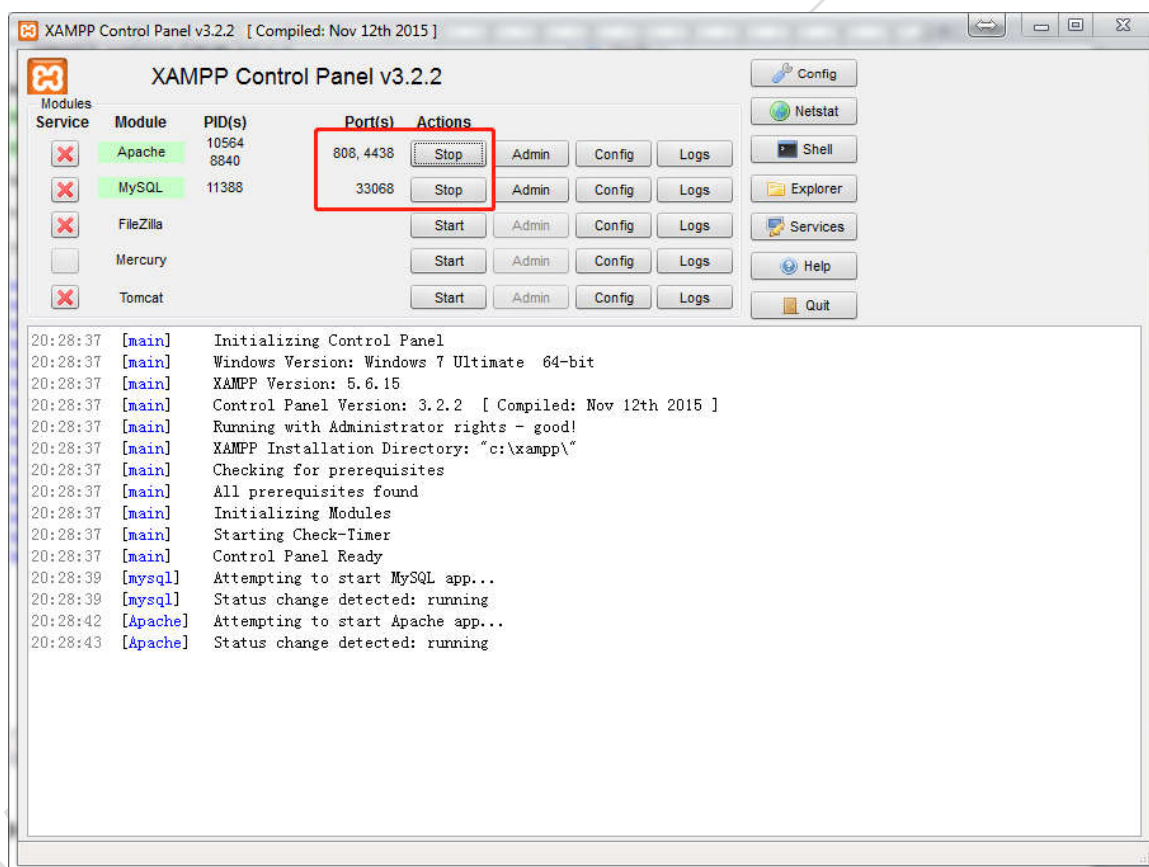 XAMPP Control Panel v3.2.2 [ Compiled: Nov 12th 2015 ]
XAMPP Control Panel v3.2.2
Config
Modules
Service Module PID(s) Port(s) Actions
Netstat
Apache 10564 8840 808, 4438 Stop Admin Config Logs
Shell
MySQL 11388 33068 Stop Admin Config Logs
Explorer
FileZilla Start Admin Config Logs
Services
Mercury Start Admin Config Logs
Help
Tomcat Start Admin Config Logs
Quit
20:28:37 [main] Initializing Control Panel
20:28:37 [main] Windows Version: Windows 7 Ultimate 64-bit
20:28:37 [main] XAMPP Version: 5.6.15
20:28:37 [main] Control Panel Version: 3.2.2 [ Compiled: Nov 12th 2015 ]
20:28:37 [main] Running with Administrator rights - good!
20:28:37 [main] XAMPP Installation Directory: "c:\xampp\"
20:28:37 [main] Checking for prerequisites
20:28:37 [main] All prerequisites found
20:28:37 [main] Initializing Modules
20:28:37 [main] Starting Check-Timer
20:28:37 [main] Control Panel Ready
20:28:39 [mysql] Attempting to start MySQL app...
20:28:39 [mysql] Status change detected: running
20:28:42 [Apache] Attempting to start Apache app...
20:28:43 [Apache] Status change detected: running